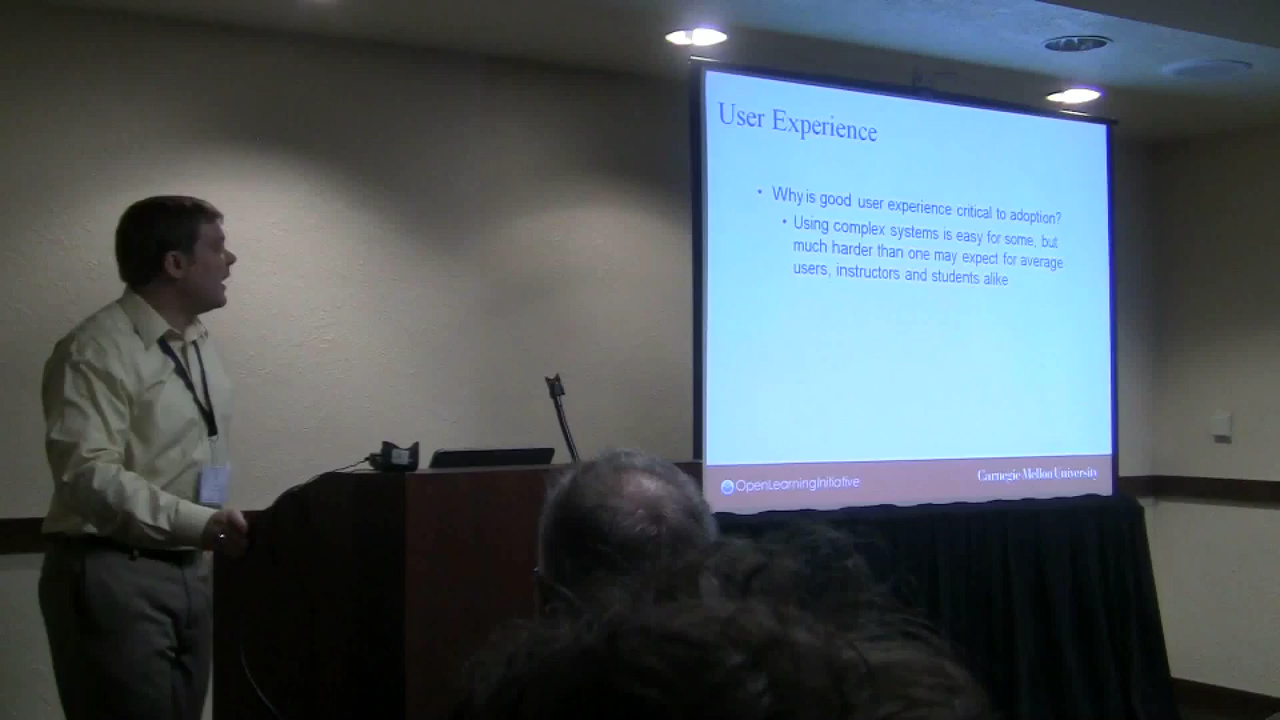 User Experience
• Why is good user experience critical to adoption?
• Using complex systems is easy for some, but
much harder than one may expect for average
users, instructors and students alike
OpenLearningInitiative
Carnegie Mellon University